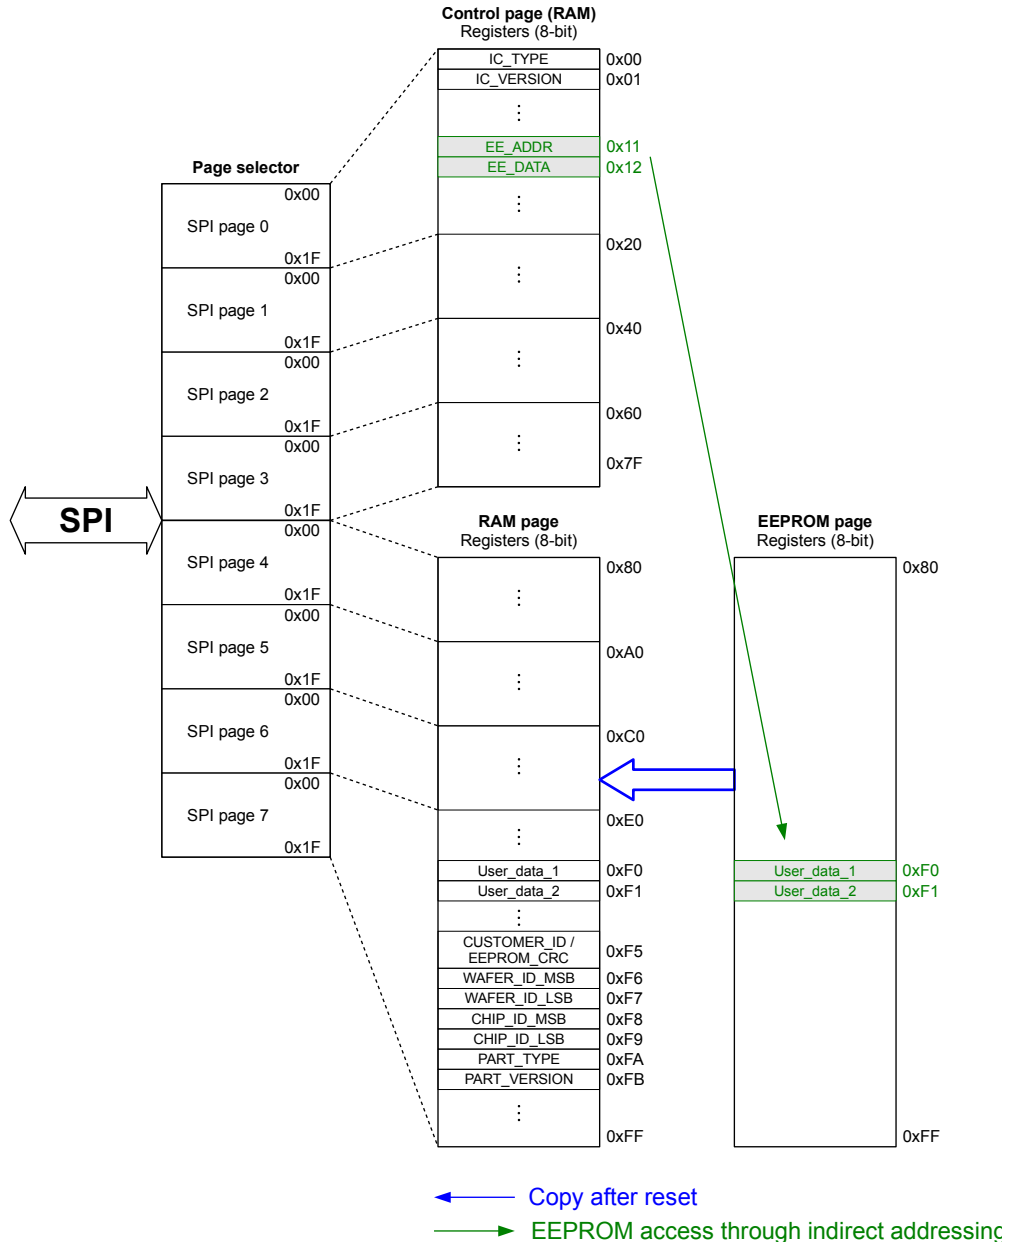 Control page (RAM)
Registers (8-bit)
IC_TYPE 0x00
IC_VERSION 0x01
⋮
EE_ADDR 0x11
EE_DATA 0x12
⋮
0x20
⋮
0x40
⋮
0x60
⋮
0x7F
Page selector
0x00
SPI page 0
0x1F
0x00
SPI page 1
0x1F
0x00
SPI page 2
0x1F
0x00
SPI page 3
0x1F
SPI
0x00
SPI page 4
0x1F
0x00
SPI page 5
0x1F
0x00
SPI page 6
0x1F
0x00
SPI page 7
0x1F
RAM page
Registers (8-bit)
0x80
⋮
0xA0
⋮
0xC0
⋮
0xE0
⋮
User_data_1 0xF0
User_data_2 0xF1
⋮
CUSTOMER_ID /
EEPROM_CRC 0xF5
WAFER_ID_MSB 0xF6
WAFER_ID_LSB 0xF7
CHIP_ID_MSB 0xF8
CHIP_ID_LSB 0xF9
PART_TYPE 0xFA
PART_VERSION 0xFB
⋮
0xFF
EEPROM page
Registers (8-bit)
0x80
User_data_1 0xF0
User_data_2 0xF1
0xFF
Copy after reset
EEPROM access through indirect addressing